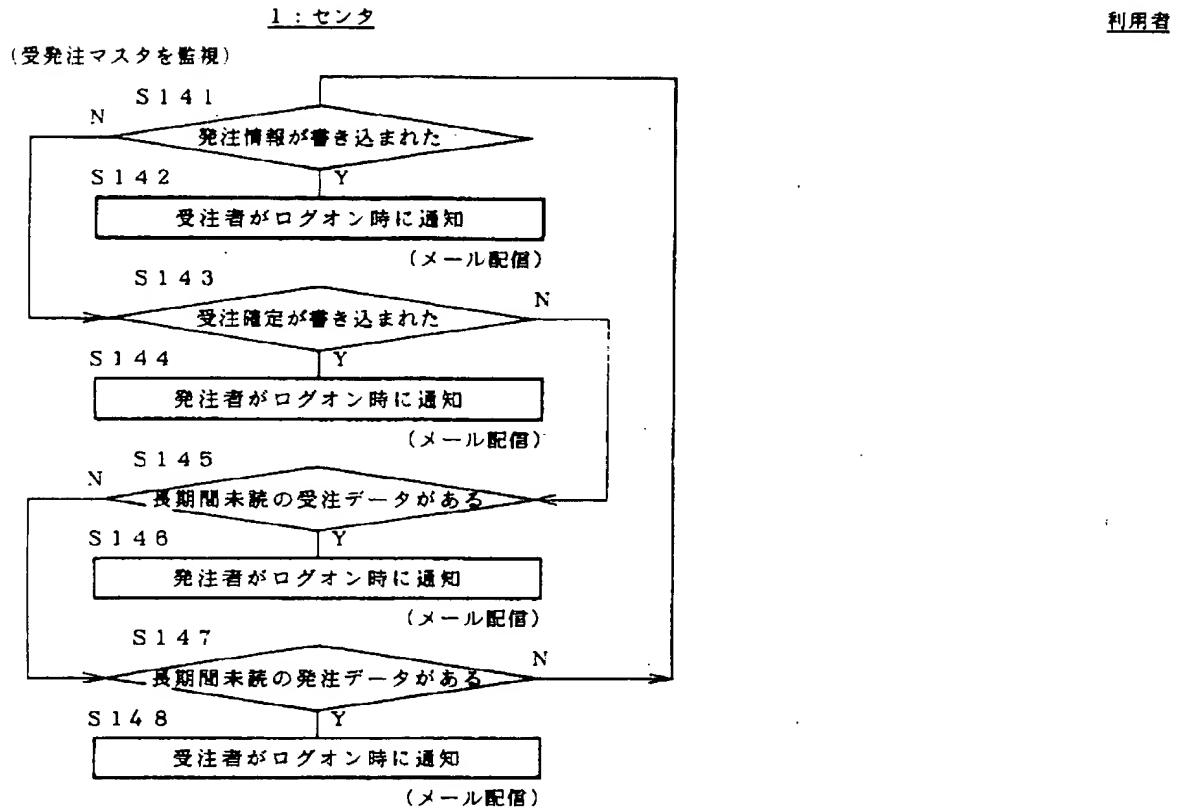 1：センタ
利用者
(受発注マスタを監視)
S141
N
発注情報が書き込まれた
S142
Y
受注者がログオン時に通知
(メール配信)
S143
N
受注確定が書き込まれた
S144
Y
発注者がログオン時に通知
(メール配信)
S145
N
長期間未読の受注データがある
S146
Y
発注者がログオン時に通知
(メール配信)
S147
N
長期間未読の発注データがある
S148
Y
受注者がログオン時に通知
(メール配信)